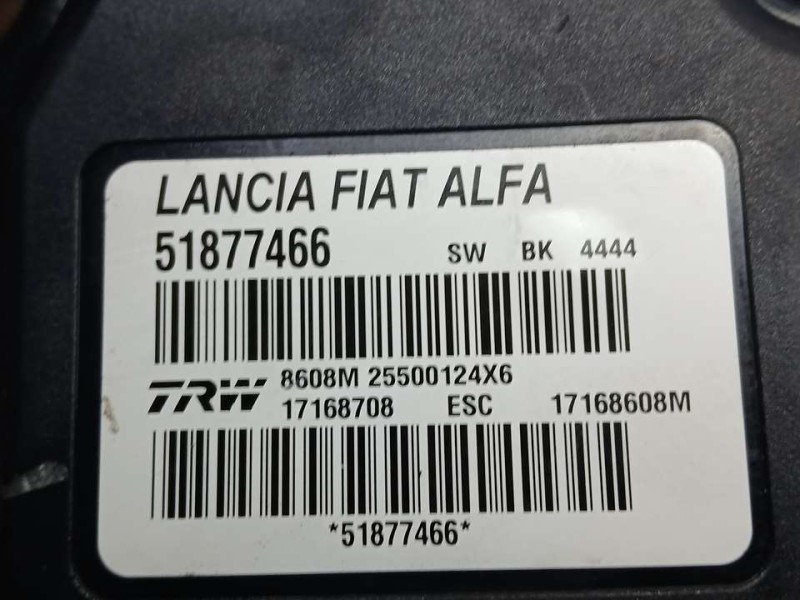 LANCIA FIAT ALFA
51877466 SW BK 4444
TRW 8608M 25500124X6
17168708 ESC 17168608M
*51877466*